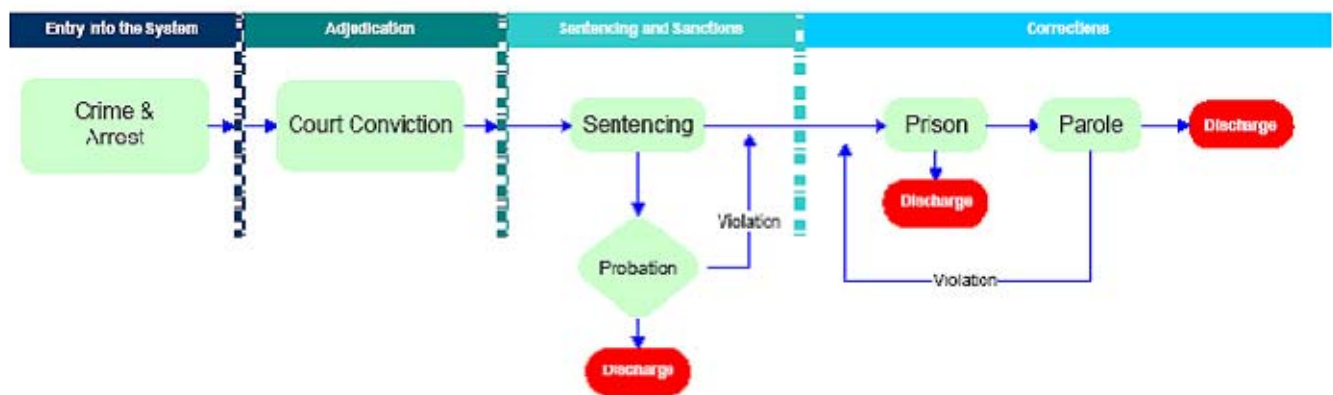 Entry into the System
Adjudication
Sentencing and Sanctions
Corrections
Crime &
Arrest
Court Conviction
Sentencing
Prison
Parole
Discharge
Discharge
Violation
Probation
Violation
Discharge